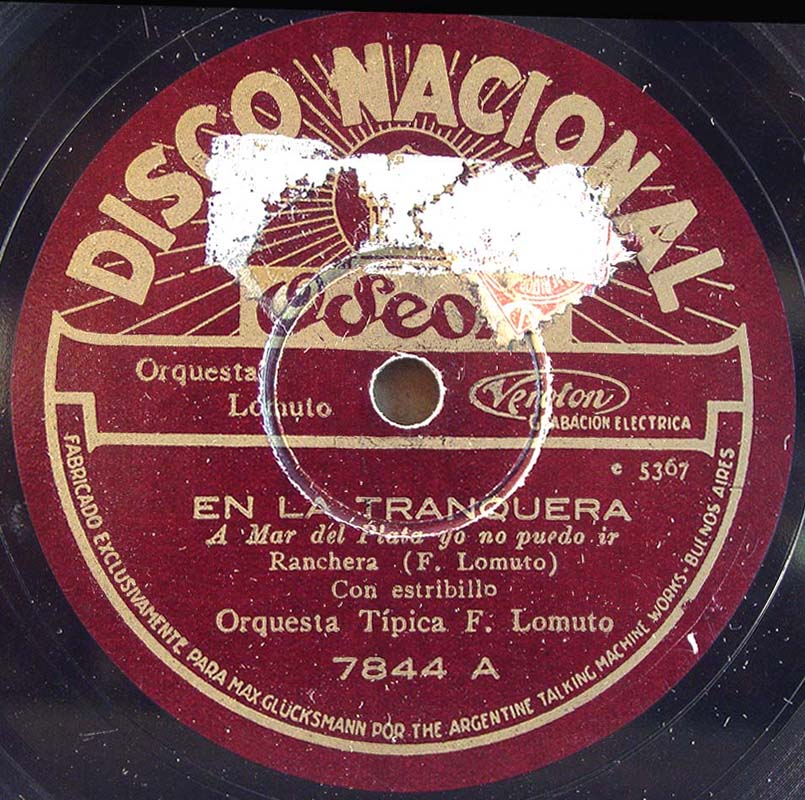 DISCO NACIONAL
Odeon
Orquesta
Lomuto
Veroton
GRABACIÓN ELECTRICA
e 5367
EN LA TRANQUERA
A Mar del Plata yo no puedo ir
Ranchera (F. Lomuto)
Con estribillo
Orquesta Típica F. Lomuto
7844 A
FABRICADO EXCLUSIVAMENTE PARA MAX GLÜCKSMANN POR THE ARGENTINE TALKING MACHINE WORKS - BUENOS AIRES